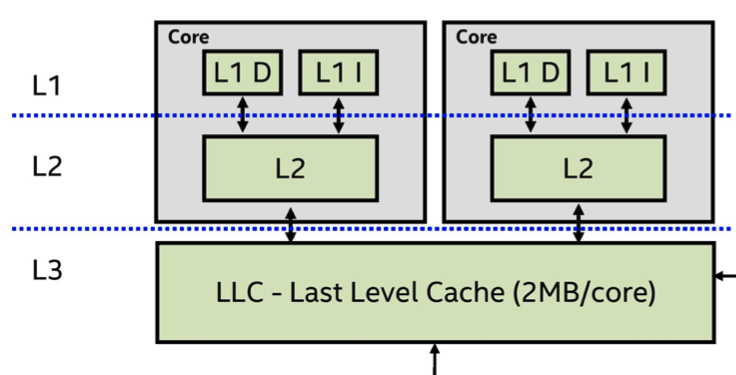 Core
Core
L1 D
L1 I
L1 D
L1 I
L1
L2
L2
L2
L3
LLC - Last Level Cache (2MB/core)